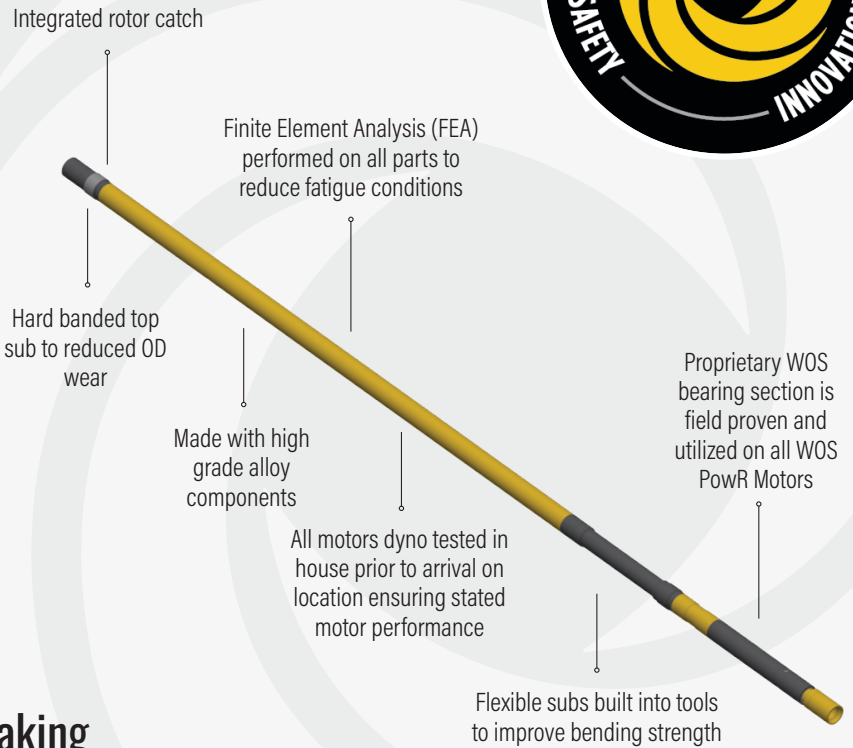 Integrated rotor catch
SAFETY
INNOVATION
Finite Element Analysis (FEA)
performed on all parts to
reduce fatigue conditions
Hard banded top
sub to reduced OD
wear
Proprietary WOS
bearing section is
field proven and
utilized on all WOS
PowR Motors
Made with high
grade alloy
components
All motors dyno tested in
house prior to arrival on
location ensuring stated
motor performance
Flexible subs built into tools
to improve bending strength
aking